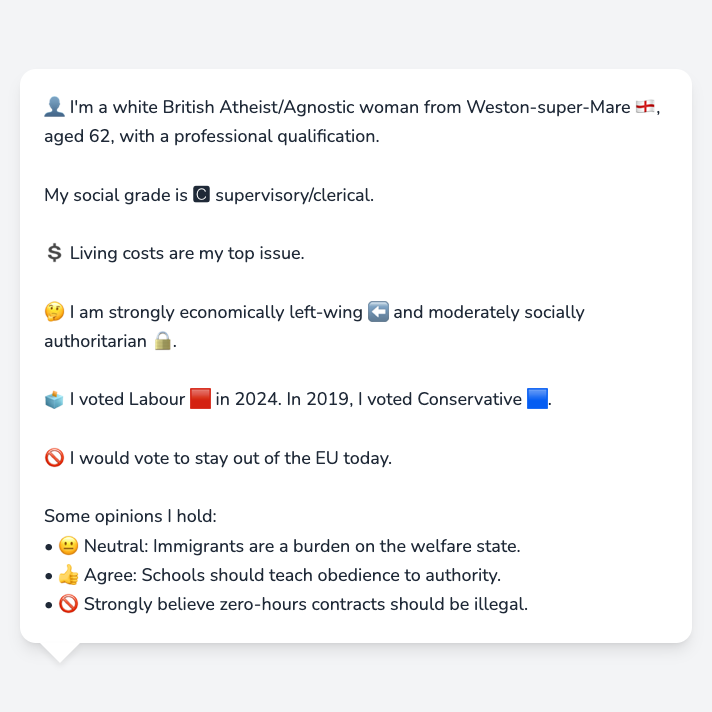 👤 I'm a white British Atheist/Agnostic woman from Weston-super-Mare 🏴󠁧󠁢󠁥󠁮󠁧󠁿,
aged 62, with a professional qualification.
My social grade is 🅲 supervisory/clerical.
💲 Living costs are my top issue.
🤔 I am strongly economically left-wing ⬅️ and moderately socially
authoritarian 🔒.
🗳️ I voted Labour 🟥 in 2024. In 2019, I voted Conservative 🟦.
🚫 I would vote to stay out of the EU today.
Some opinions I hold:
• 😐 Neutral: Immigrants are a burden on the welfare state.
• 👍 Agree: Schools should teach obedience to authority.
• 🚫 Strongly believe zero-hours contracts should be illegal.